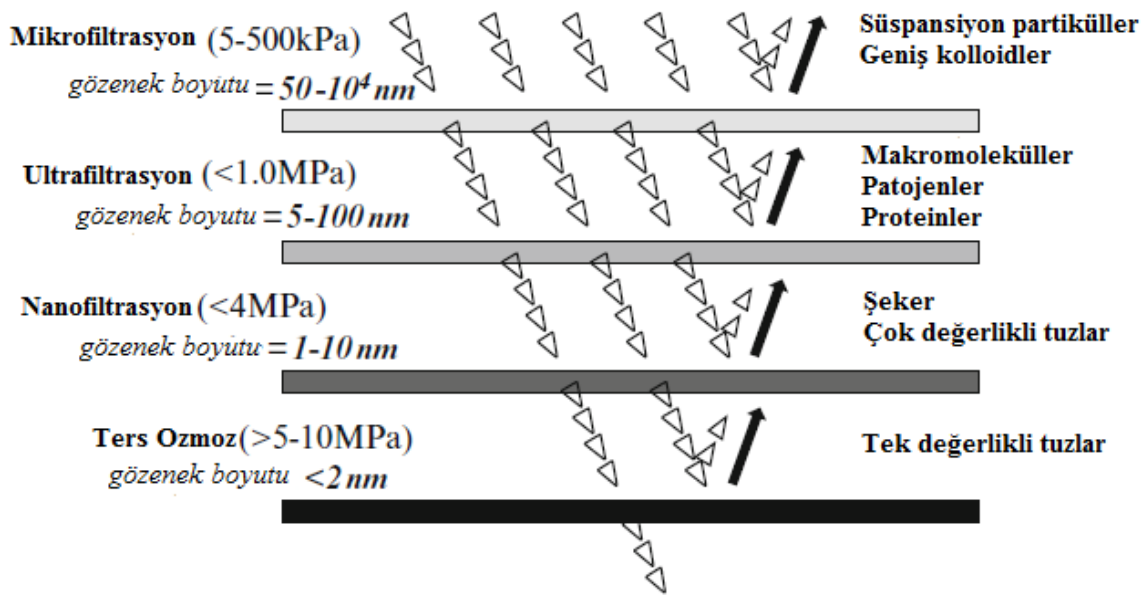 Mikrofiltrasyon (5-500kPa)
gözenek boyutu = 50-10⁴ nm
Süspansiyon partiküller
Geniş kolloidler
Ultrafiltrasyon (<1.0MPa)
gözenek boyutu = 5-100 nm
Makromoleküller
Patojenler
Proteinler
Nanofiltrasyon (<4MPa)
gözenek boyutu = 1-10 nm
Şeker
Çok değerlikli tuzlar
Ters Ozmoz(>5-10MPa)
gözenek boyutu <2 nm
Tek değerlikli tuzlar